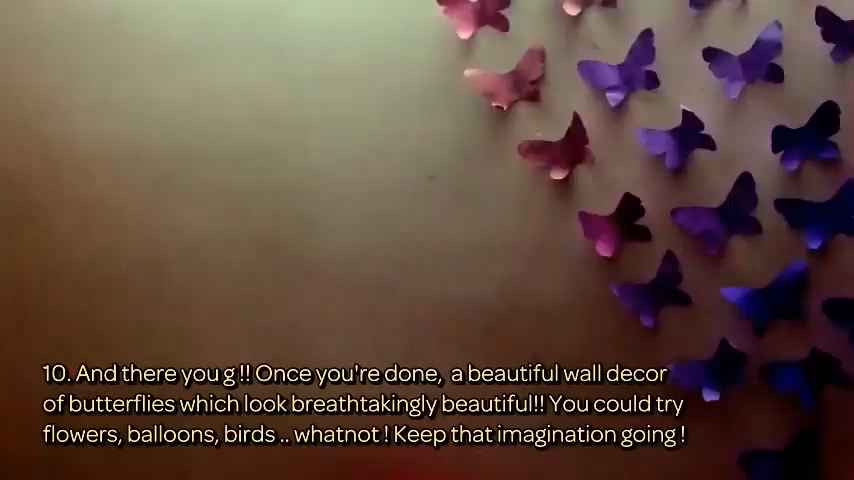 10. And there you g !! Once you're done,  a beautiful wall decor
of butterflies which look breathtakingly beautiful!! You could try
flowers, balloons, birds .. whatnot ! Keep that imagination going !